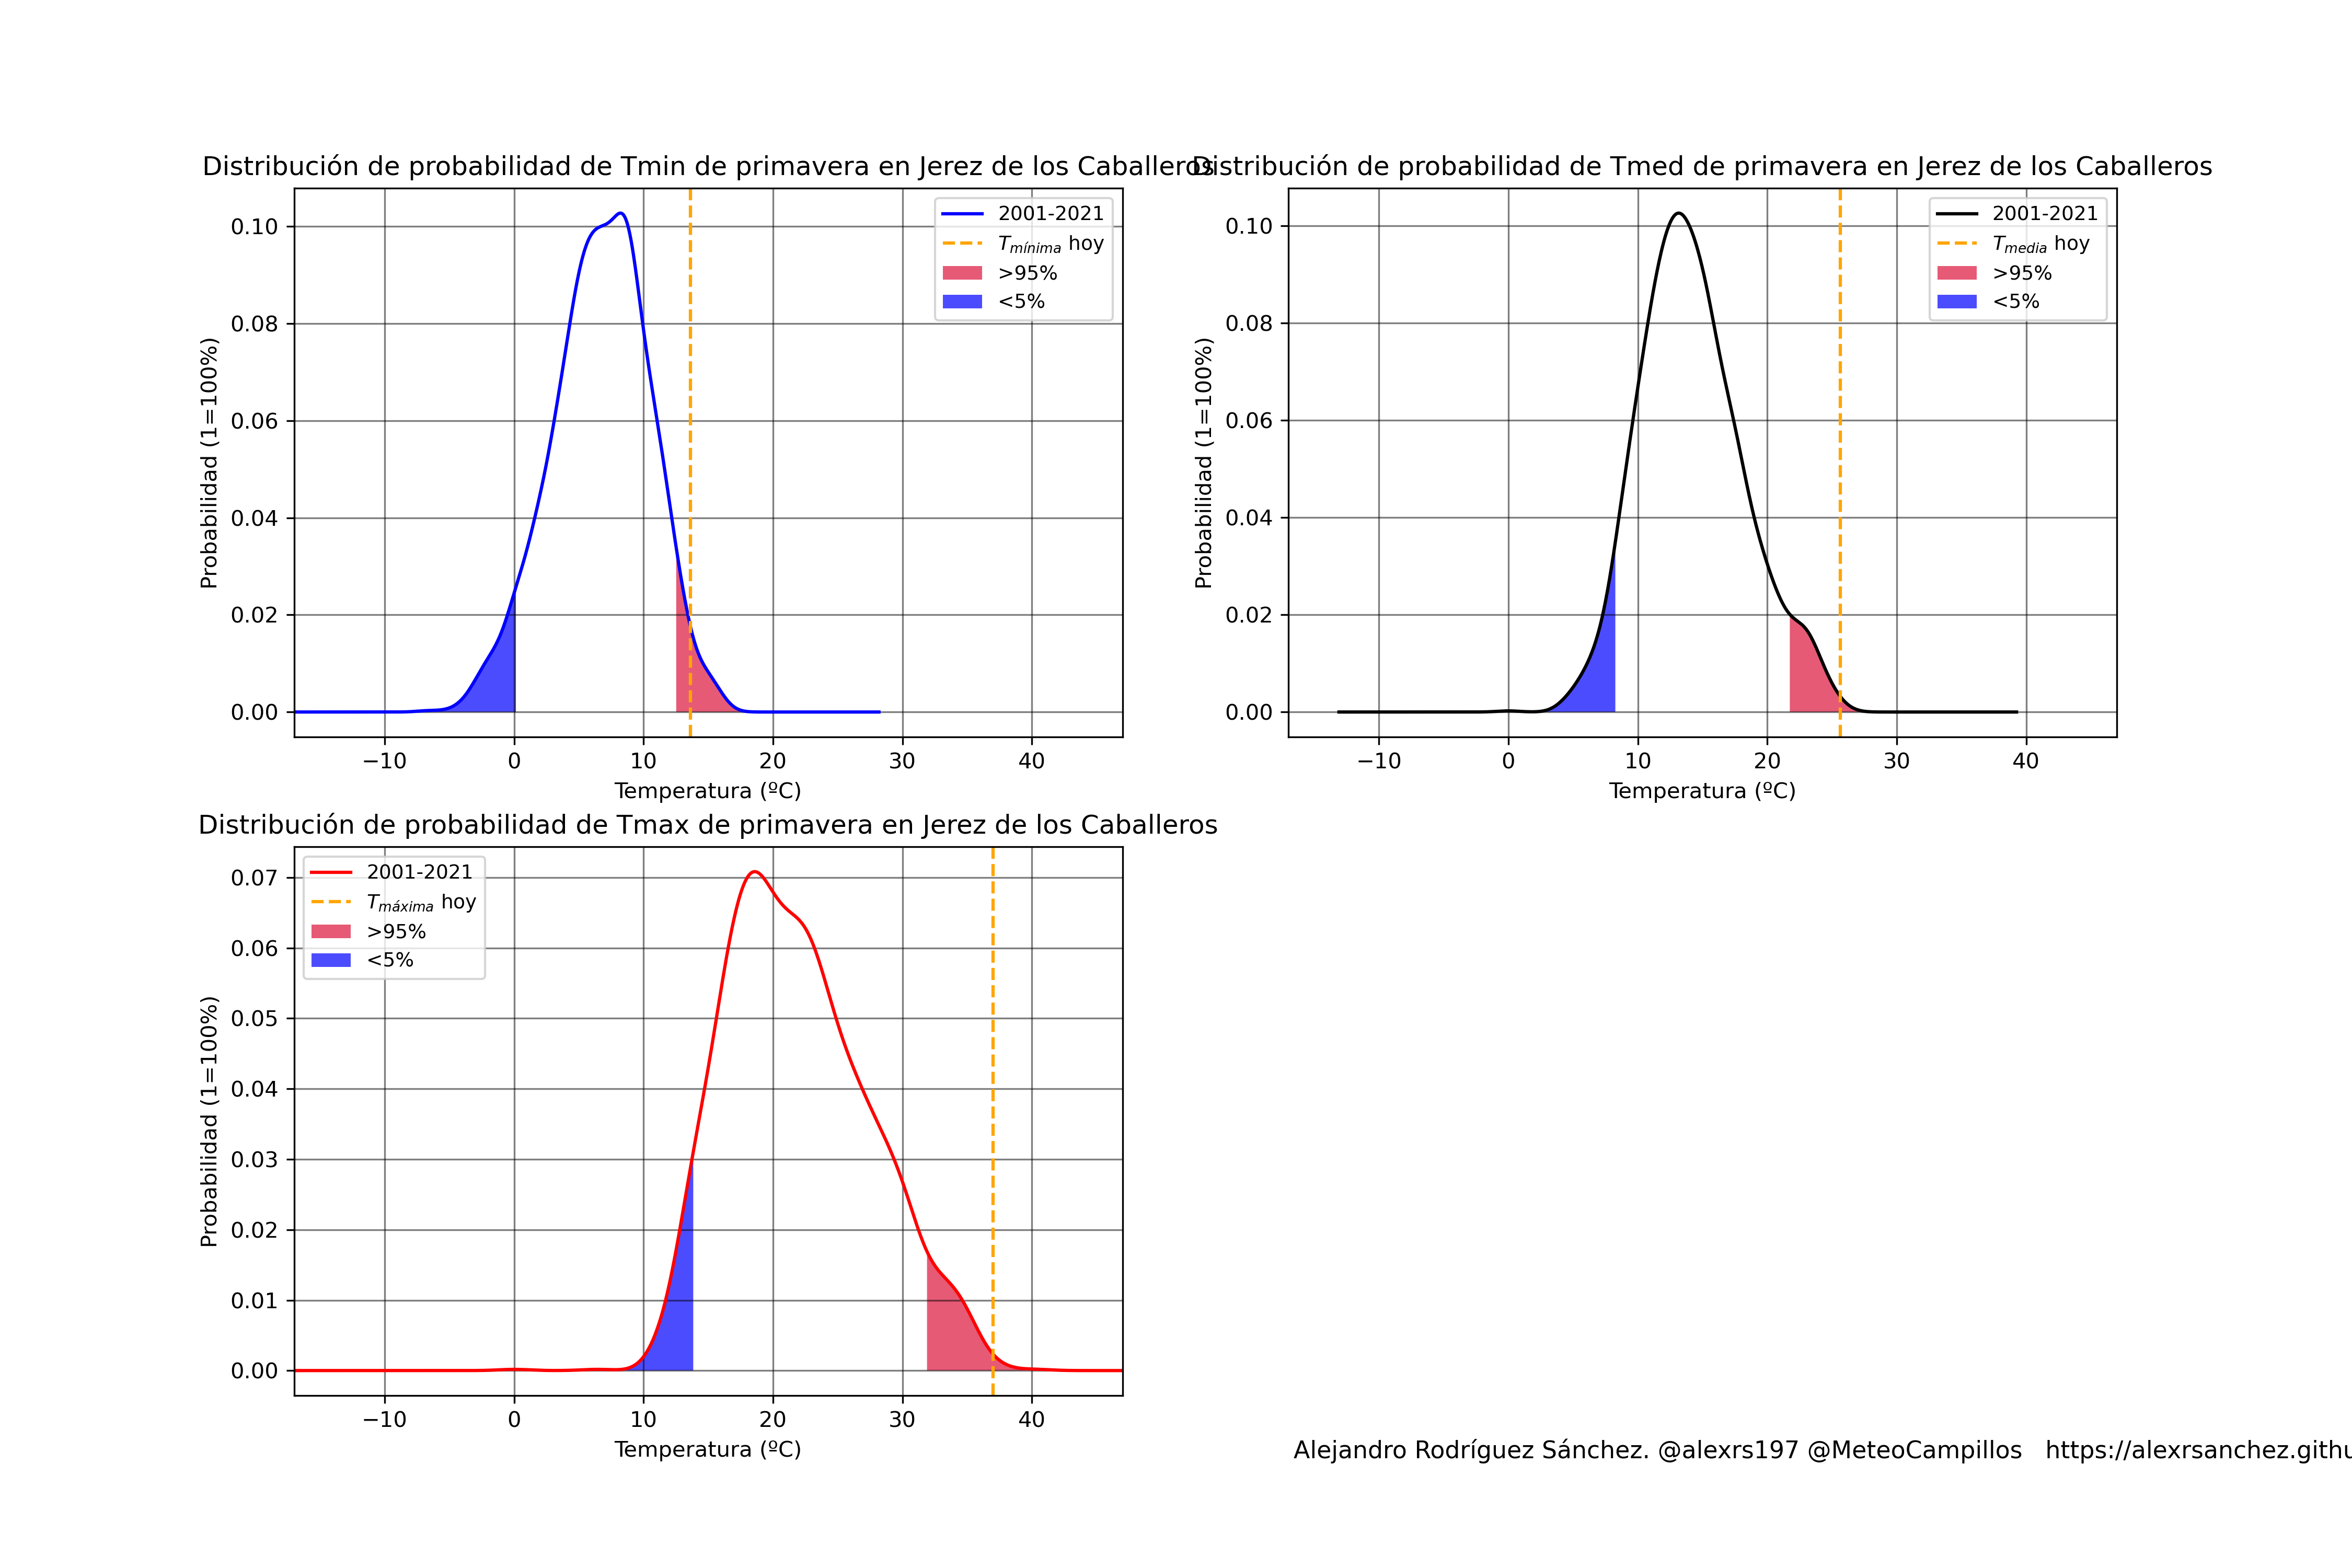 Distribución de probabilidad de Tmin de primavera en Jerez de los Caballeros
Probabilidad (1=100%)
0.10
0.08
0.06
0.04
0.02
0.00
−10 0 10 20 30 40
Temperatura (ºC)
2001-2021
Tmínima hoy
>95%
<5%
Distribución de probabilidad de Tmed de primavera en Jerez de los Caballeros
Probabilidad (1=100%)
0.10
0.08
0.06
0.04
0.02
0.00
−10 0 10 20 30 40
Temperatura (ºC)
2001-2021
Tmedia hoy
>95%
<5%
Distribución de probabilidad de Tmax de primavera en Jerez de los Caballeros
Probabilidad (1=100%)
0.07
0.06
0.05
0.04
0.03
0.02
0.01
0.00
−10 0 10 20 30 40
Temperatura (ºC)
2001-2021
Tmáxima hoy
>95%
<5%
Alejandro Rodríguez Sánchez. @alexrs197 @MeteoCampillos https://alexrsanchez.githu